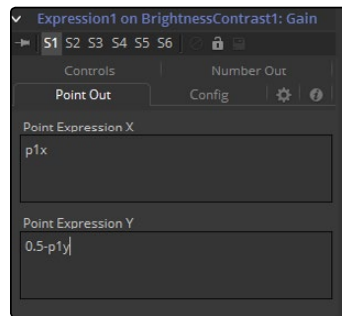 Expression1 on BrightnessContrast1: Gain
S1 S2 S3 S4 S5 S6
Controls Number Out
Point Out Config
Point Expression X
p1x
Point Expression Y
0.5-p1y